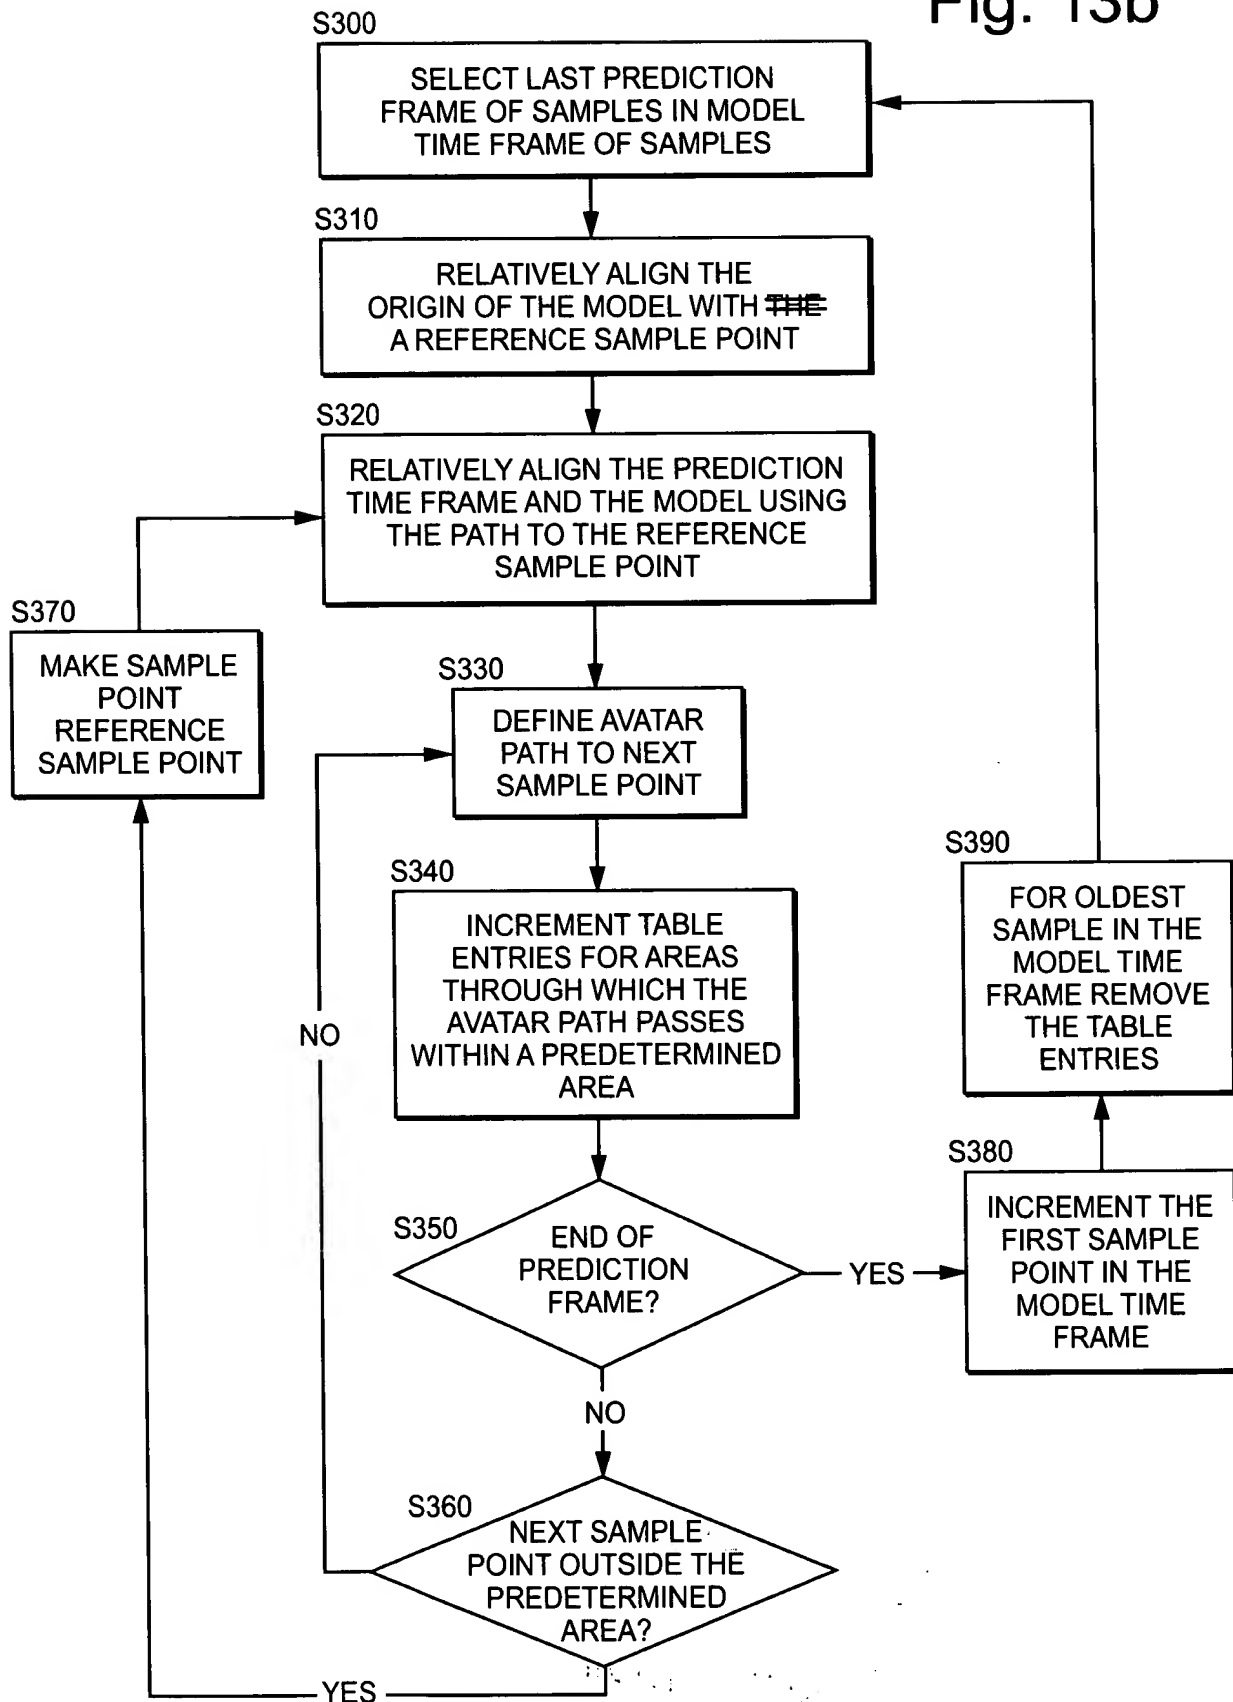 Fig. 13b
S300
SELECT LAST PREDICTION
FRAME OF SAMPLES IN MODEL
TIME FRAME OF SAMPLES
S310
RELATIVELY ALIGN THE
ORIGIN OF THE MODEL WITH THE
A REFERENCE SAMPLE POINT
S320
RELATIVELY ALIGN THE PREDICTION
TIME FRAME AND THE MODEL USING
THE PATH TO THE REFERENCE
SAMPLE POINT
S370
MAKE SAMPLE
POINT
REFERENCE
SAMPLE POINT
S330
DEFINE AVATAR
PATH TO NEXT
SAMPLE POINT
S340
INCREMENT TABLE
ENTRIES FOR AREAS
THROUGH WHICH THE
AVATAR PATH PASSES
WITHIN A PREDETERMINED
AREA
NO
S390
FOR OLDEST
SAMPLE IN THE
MODEL TIME
FRAME REMOVE
THE TABLE
ENTRIES
S380
INCREMENT THE
FIRST SAMPLE
POINT IN THE
MODEL TIME
FRAME
S350
END OF
PREDICTION
FRAME?
YES
NO
S360
NEXT SAMPLE
POINT OUTSIDE THE
PREDETERMINED
AREA?
YES